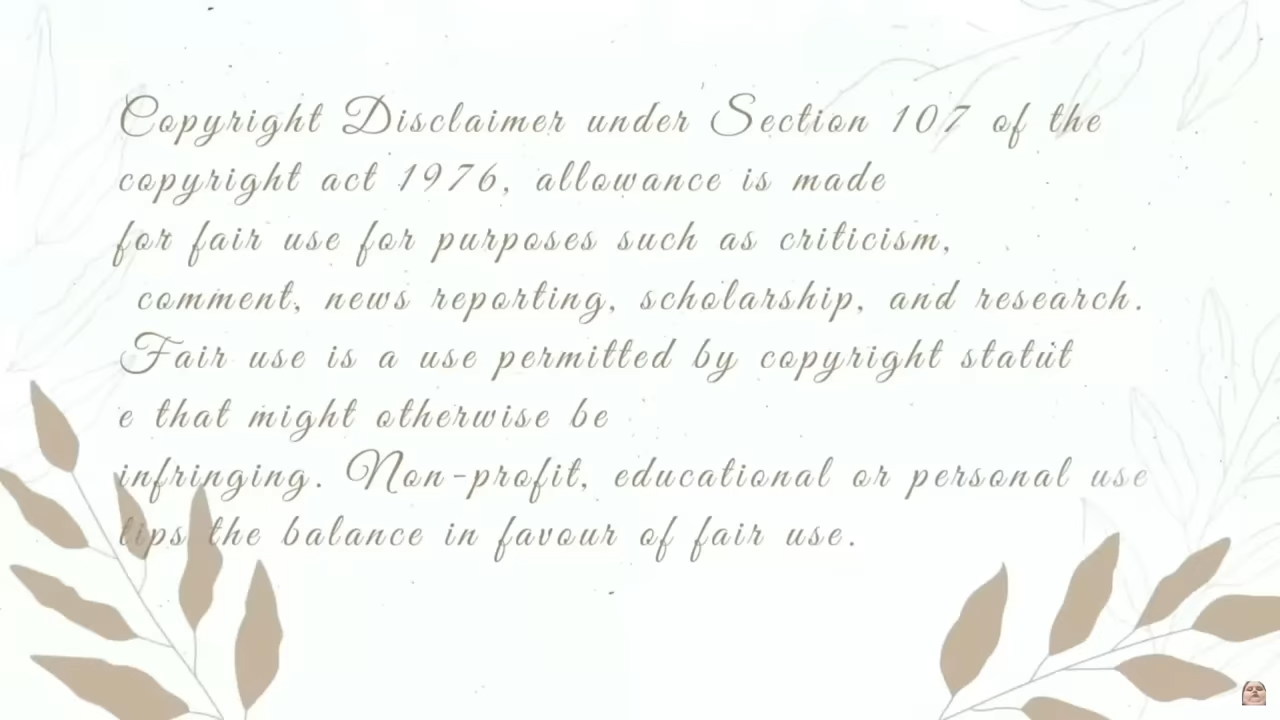 Copyright Disclaimer under Section 107 of the
copyright act 1976, allowance is made
for fair use for purposes such as criticism,
comment, news reporting, scholarship, and research.
Fair use is a use permitted by copyright statut
e that might otherwise be
infringing. Non-profit, educational or personal use
tips the balance in favour of fair use.